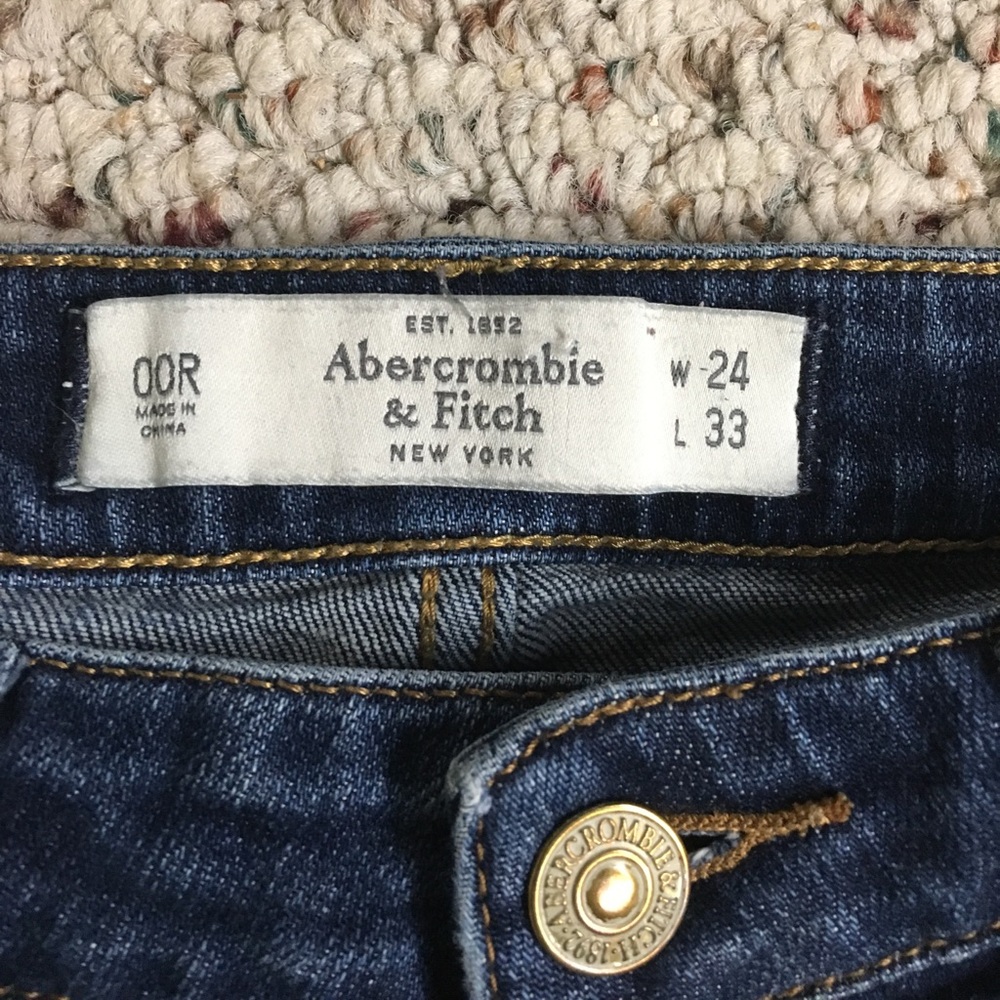 00R
MADE IN
CHINA
EST. 1892
Abercrombie
& Fitch
NEW YORK
W 24
L 33
ABERCROMBIE & FITCH · 1892 ·